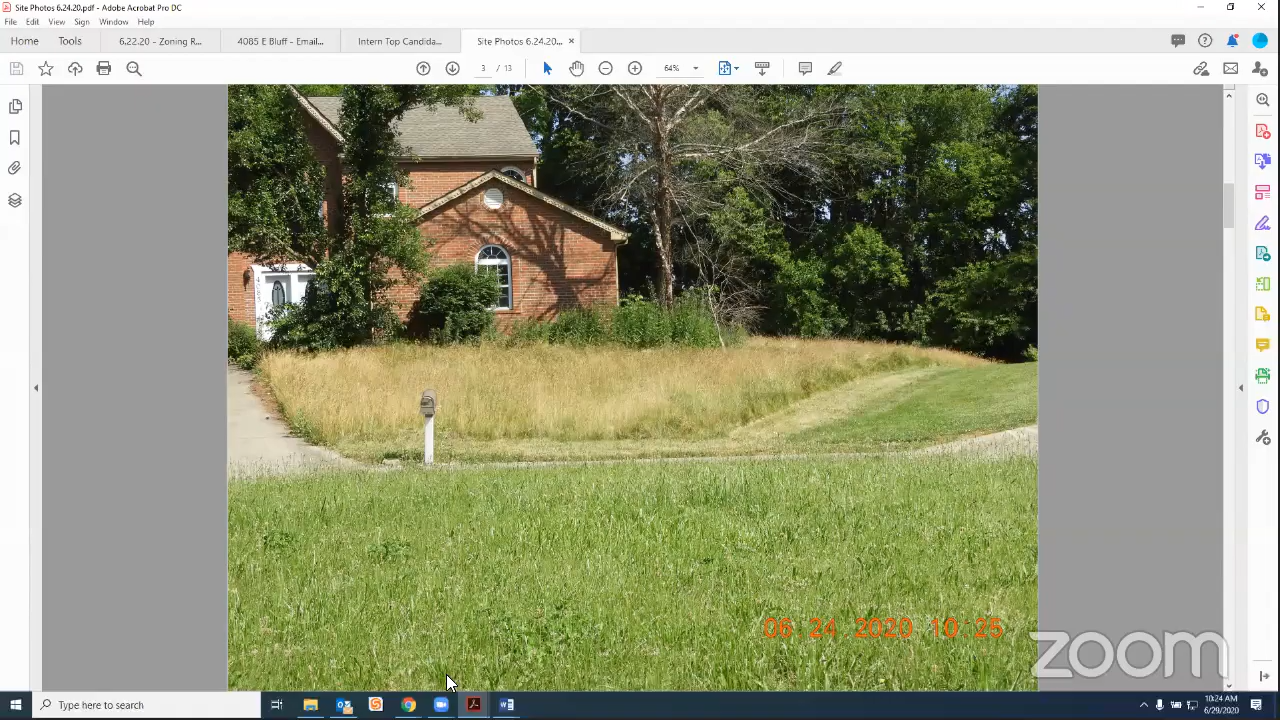 Site Photos 6.24.20.pdf - Adobe Acrobat Pro DC
File Edit View Sign Window Help
Home Tools 6.22.20 - Zoning R... 4085 E Bluff - Email... Intern Top Candida... Site Photos 6.24.20...
3 / 13 64%
06.24.2020 10:25
zoom
Type here to search
10:24 AM
6/29/2020